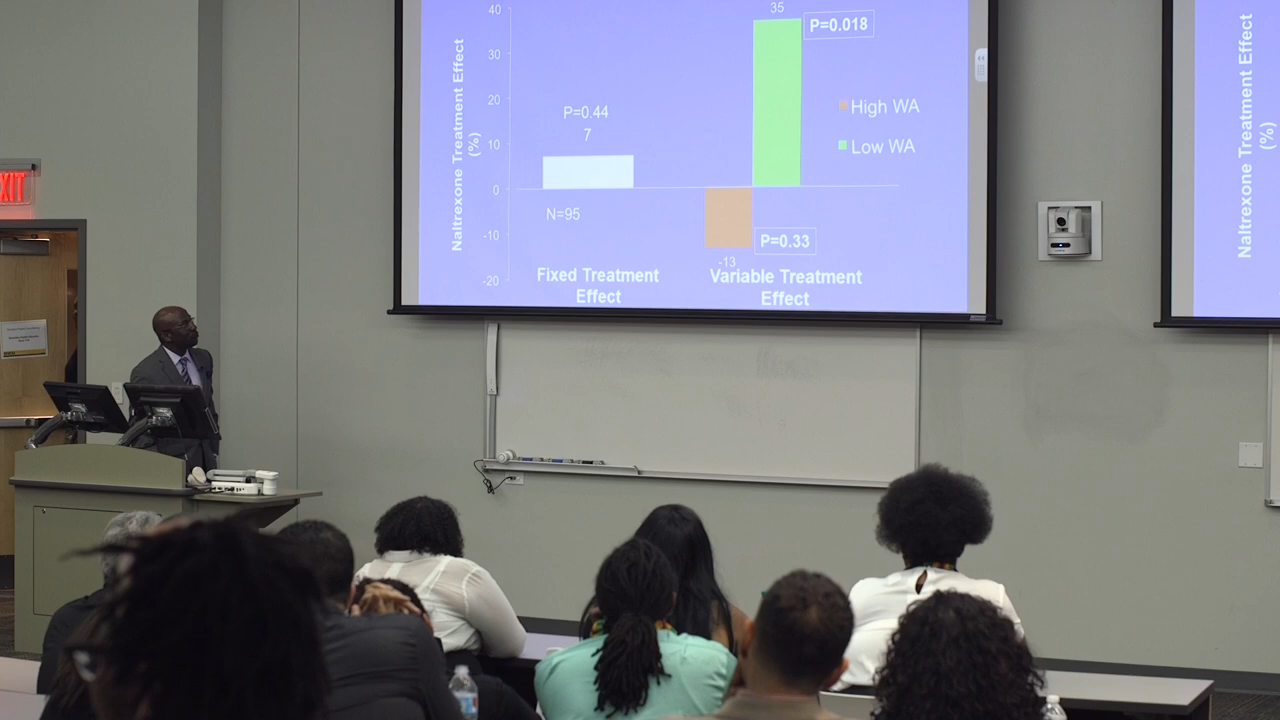 40
35
P=0.018
30
Naltrexone Treatment Effect
(%)
P=0.44
High WA
20
7
Low WA
10
0
N=95
-10
P=0.33
-13
-20
Fixed Treatment
Effect
Variable Treatment
Effect
Naltrexone Treatment Effect
(%)
XIT